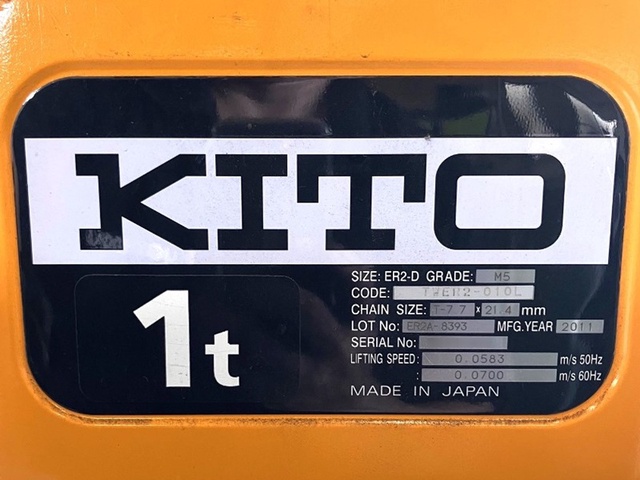 KITO
1t
SIZE: ER2-D GRADE: M5
CODE: TWER2-010L
CHAIN SIZE: T-7.7 × 21.4 mm
LOT No: ER2A-8393 MFG.YEAR 2011
SERIAL No:
LIFTING SPEED: 0.0583 m/s 50Hz
: 0.0700 m/s 60Hz
MADE IN JAPAN